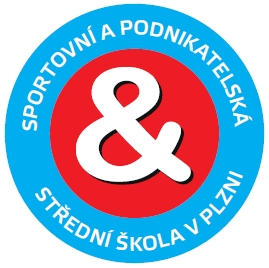 SPORTOVNÍ A PODNIKATELSKÁ
&
STŘEDNÍ ŠKOLA V PLZNI